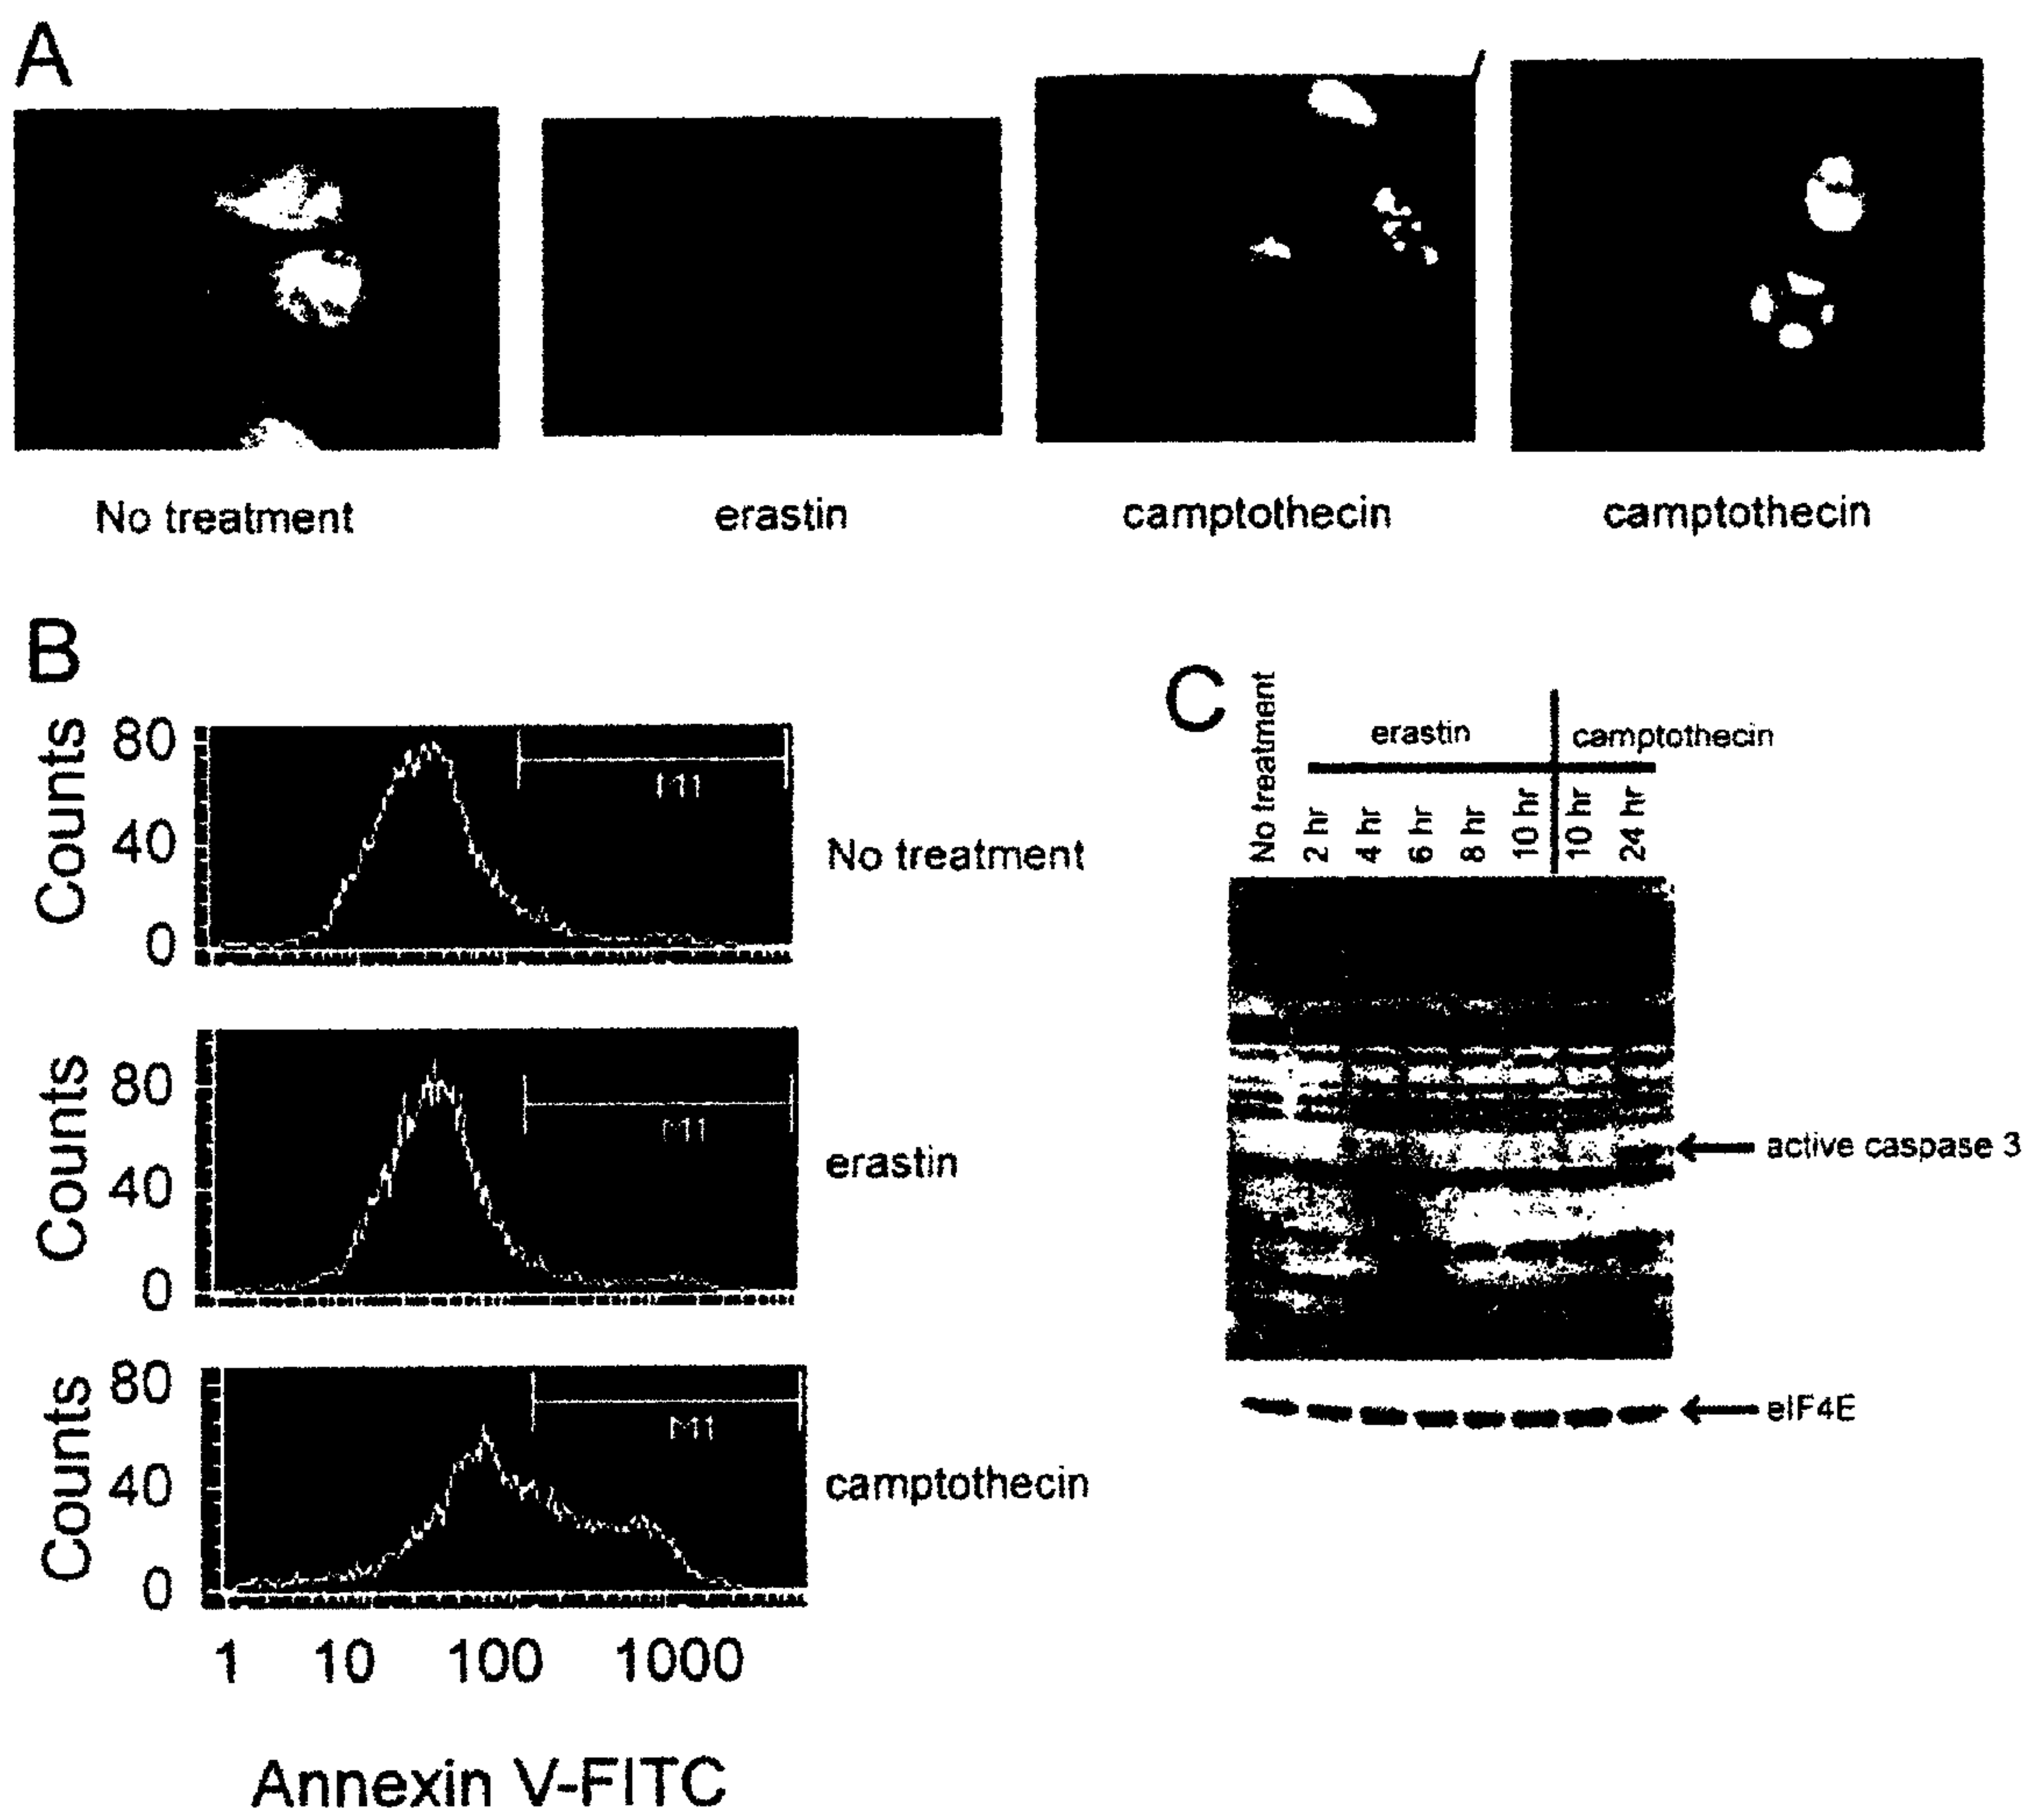 A
No treatment erastin camptothecin camptothecin
B
Counts 80 40 0 M1 No treatment
Counts 80 40 0 M1 erastin
Counts 80 40 0 M1 camptothecin
1 10 100 1000
Annexin V-FITC
C
erastin camptothecin
No treatment 2 hr 4 hr 6 hr 8 hr 10 hr 10 hr 24 hr
active caspase 3
eIF4E